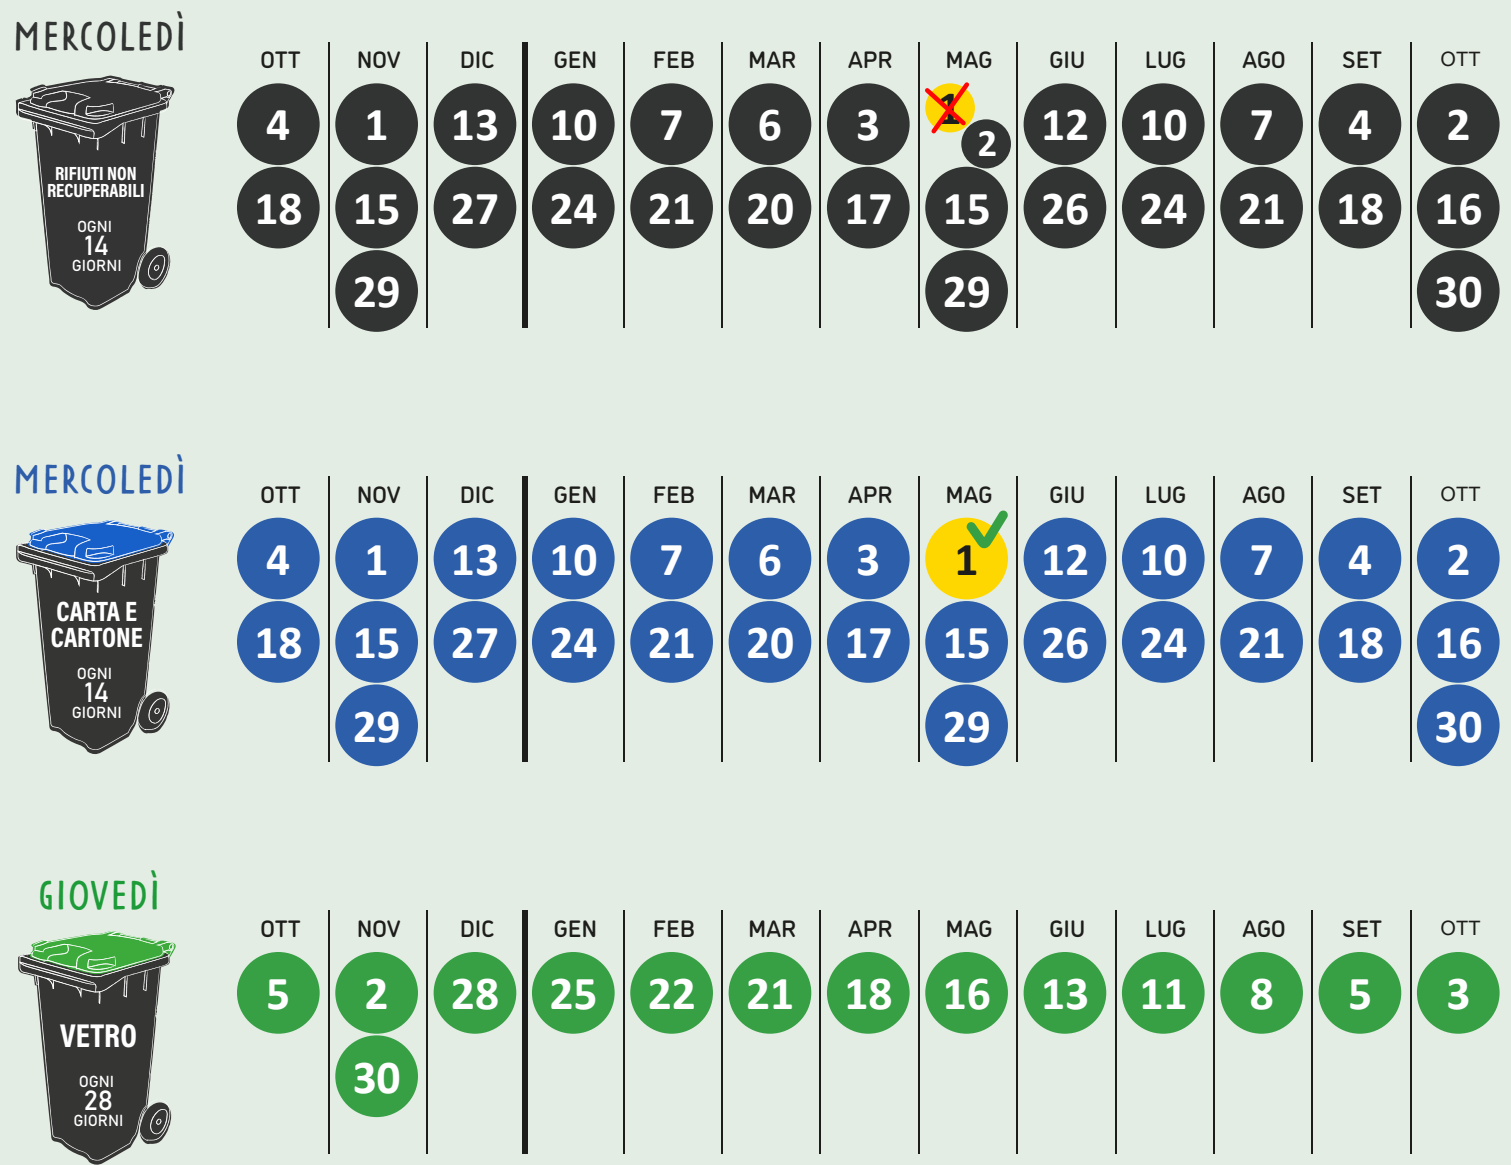 MERCOLEDÌ
OTT NOV DIC GEN FEB MAR APR MAG GIU LUG AGO SET OTT
4 1 13 10 7 6 3 1 2 12 10 7 4 2
RIFIUTI NON
RECUPERABILI
OGNI
14
GIORNI
18 15 27 24 21 20 17 15 26 24 21 18 16
29 29 30
MERCOLEDÌ
OTT NOV DIC GEN FEB MAR APR MAG GIU LUG AGO SET OTT
4 1 13 10 7 6 3 1 12 10 7 4 2
CARTA E
CARTONE
OGNI
14
GIORNI
18 15 27 24 21 20 17 15 26 24 21 18 16
29 29 30
GIOVEDÌ
OTT NOV DIC GEN FEB MAR APR MAG GIU LUG AGO SET OTT
5 2 28 25 22 21 18 16 13 11 8 5 3
VETRO
OGNI
28
GIORNI
30